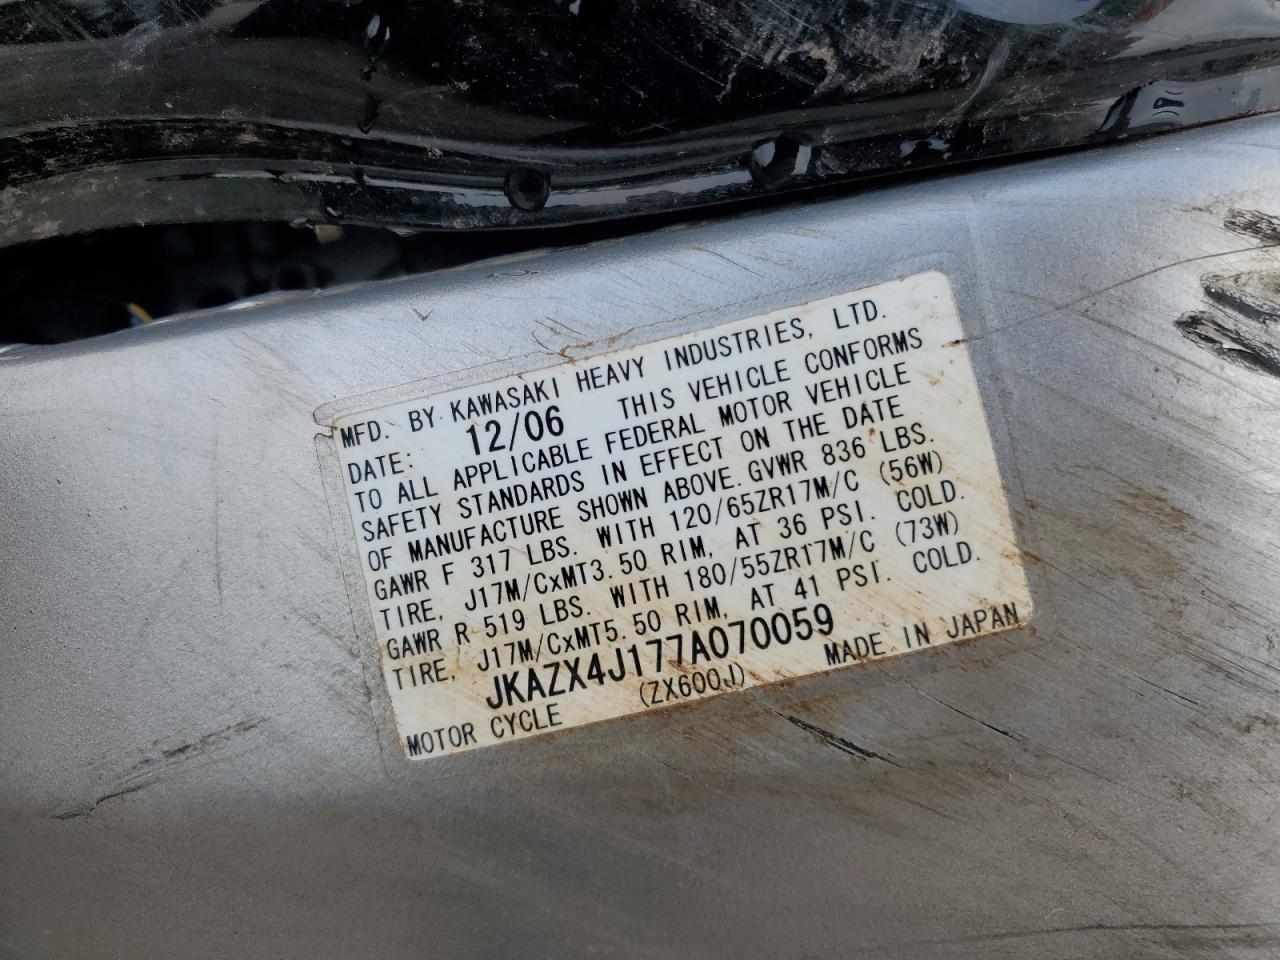 MFD. BY KAWASAKI HEAVY INDUSTRIES, LTD.
DATE: 12/06 THIS VEHICLE CONFORMS
TO ALL APPLICABLE FEDERAL MOTOR VEHICLE
SAFETY STANDARDS IN EFFECT ON THE DATE
OF MANUFACTURE SHOWN ABOVE. GVWR 836 LBS.
GAWR F 317 LBS. WITH 120/65ZR17M/C (56W)
TIRE, J17M/CxMT3.50 RIM, AT 36 PSI. COLD.
GAWR R 519 LBS. WITH 180/55ZR17M/C (73W)
TIRE, J17M/CxMT5.50 RIM, AT 41 PSI. COLD.
JKAZX4J177A070059
MOTOR CYCLE (ZX600J) MADE IN JAPAN